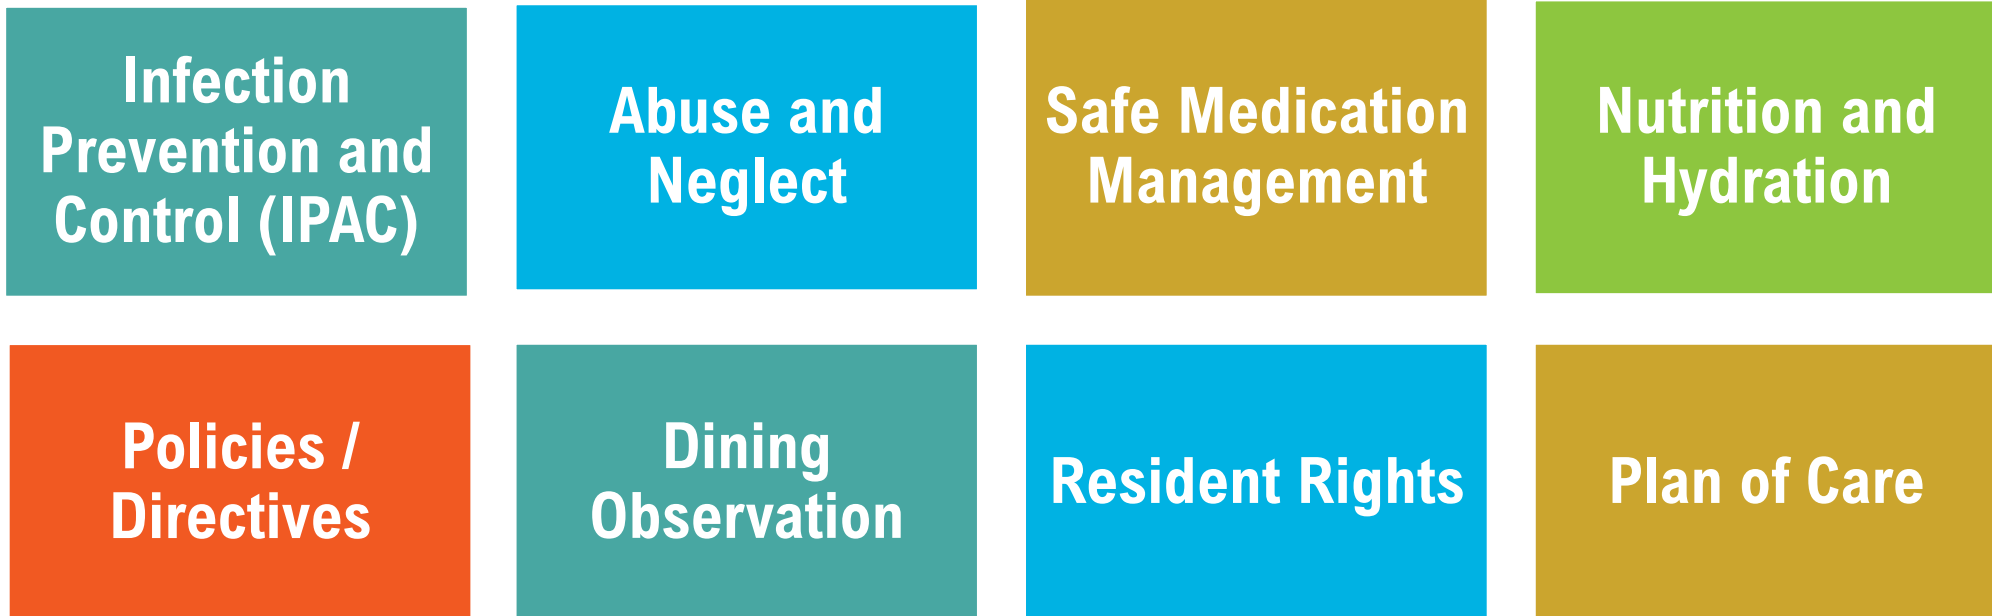 Infection
Prevention and
Control (IPAC)
Abuse and
Neglect
Safe Medication
Management
Nutrition and
Hydration
Policies /
Directives
Dining
Observation
Resident Rights
Plan of Care